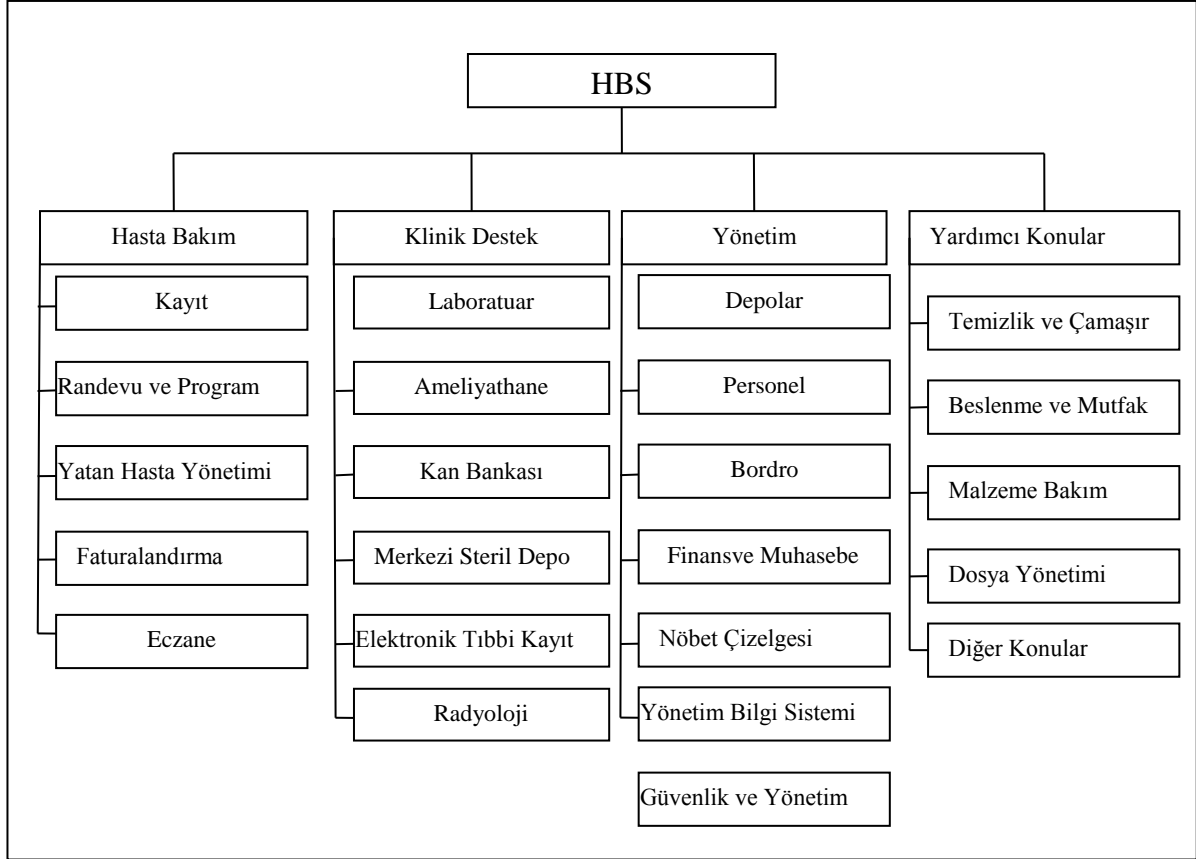 HBS
Hasta Bakım
Kayıt
Randevu ve Program
Yatan Hasta Yönetimi
Faturalandırma
Eczane
Klinik Destek
Laboratuar
Ameliyathane
Kan Bankası
Merkezi Steril Depo
Elektronik Tıbbi Kayıt
Radyoloji
Yönetim
Depolar
Personel
Bordro
Finansve Muhasebe
Nöbet Çizelgesi
Yönetim Bilgi Sistemi
Güvenlik ve Yönetim
Yardımcı Konular
Temizlik ve Çamaşır
Beslenme ve Mutfak
Malzeme Bakım
Dosya Yönetimi
Diğer Konular